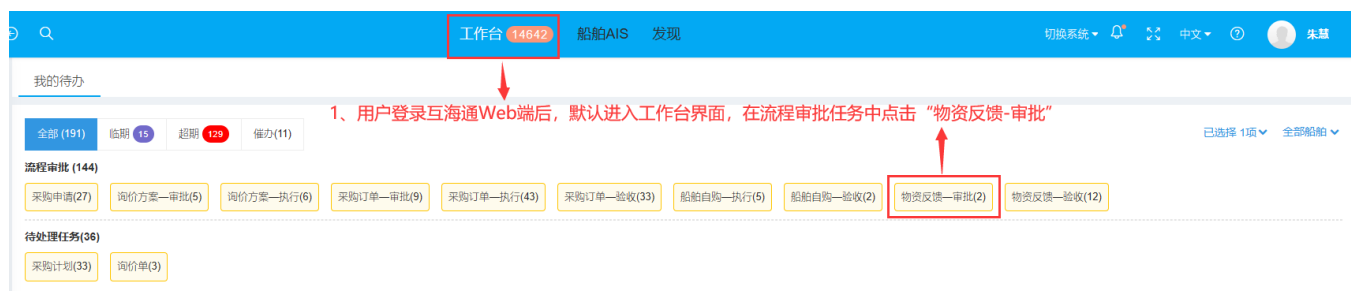 工作台 14642 船舶AIS 发现 切换系统 中文 朱慧
我的待办
1、用户登录互海通Web端后，默认进入工作台界面，在流程审批任务中点击“物资反馈-审批”
全部 (191) 临期 15 超期 129 催办(11) 已选择 1项 全部船舶
流程审批 (144)
采购申请(27) 询价方案—审批(5) 询价方案—执行(6) 采购订单—审批(9) 采购订单—执行(43) 采购订单—验收(33) 船舶自购—执行(5) 船舶自购—验收(2) 物资反馈—审批(2) 物资反馈—验收(12)
待处理任务(36)
采购计划(33) 询价单(3)